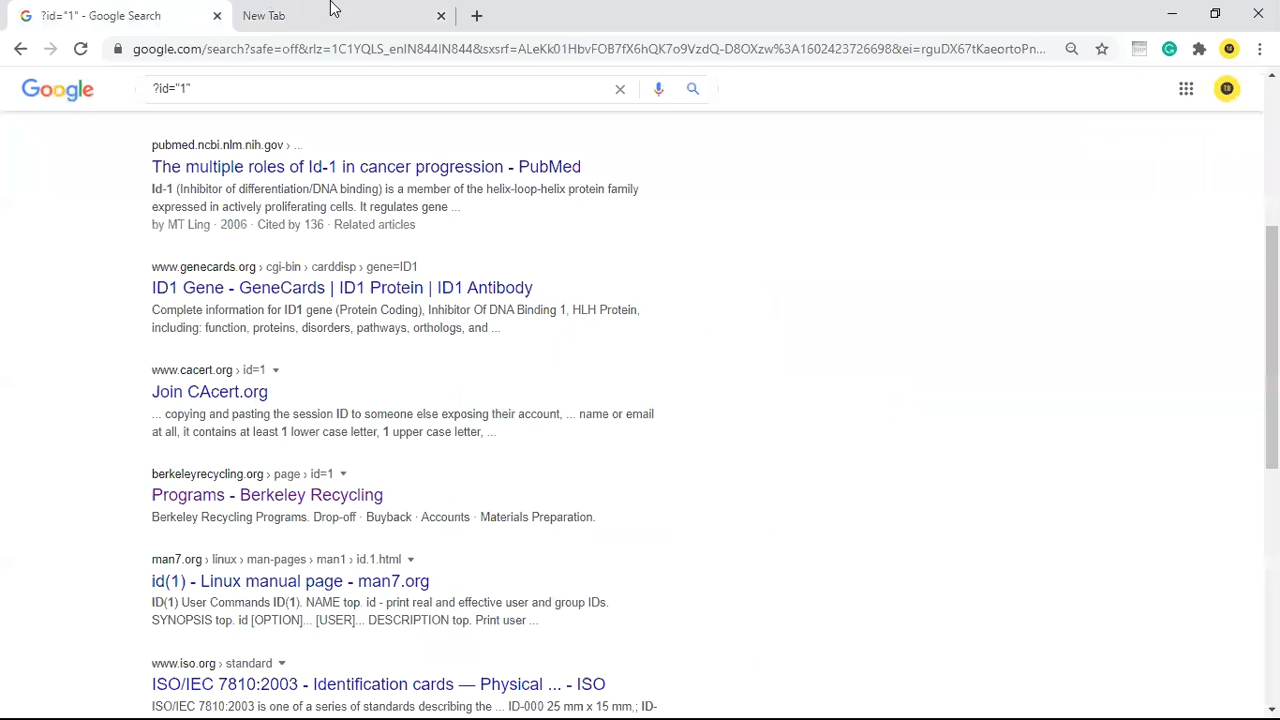 ?id="1" - Google Search
New Tab
google.com/search?safe=off&rlz=1C1YQLS_enIN844IN844&sxsrf=ALeKk01HbvFOB7fX6hQK7o9VzdQ-D8OXzw%3A1602423726698&ei=rguDX67tKaeortoPn...
Google
?id="1"
TB
pubmed.ncbi.nlm.nih.gov › ...
The multiple roles of Id-1 in cancer progression - PubMed
Id-1 (Inhibitor of differentiation/DNA binding) is a member of the helix-loop-helix protein family
expressed in actively proliferating cells. It regulates gene ...
by MT Ling · 2006 · Cited by 136 · Related articles
www.genecards.org › cgi-bin › carddisp › gene=ID1
ID1 Gene - GeneCards | ID1 Protein | ID1 Antibody
Complete information for ID1 gene (Protein Coding), Inhibitor Of DNA Binding 1, HLH Protein,
including: function, proteins, disorders, pathways, orthologs, and ...
www.cacert.org › id=1
Join CAcert.org
... copying and pasting the session ID to someone else exposing their account, ... name or email
at all, it contains at least 1 lower case letter, 1 upper case letter, ...
berkeleyrecycling.org › page › id=1
Programs - Berkeley Recycling
Berkeley Recycling Programs. Drop-off · Buyback · Accounts · Materials Preparation.
man7.org › linux › man-pages › man1 › id.1.html
id(1) - Linux manual page - man7.org
ID(1) User Commands ID(1). NAME top. id - print real and effective user and group IDs.
SYNOPSIS top. id [OPTION]... [USER]... DESCRIPTION top. Print user ...
www.iso.org › standard
ISO/IEC 7810:2003 - Identification cards — Physical ... - ISO
ISO/IEC 7810:2003 is one of a series of standards describing the ... ID-000 25 mm x 15 mm,; ID-